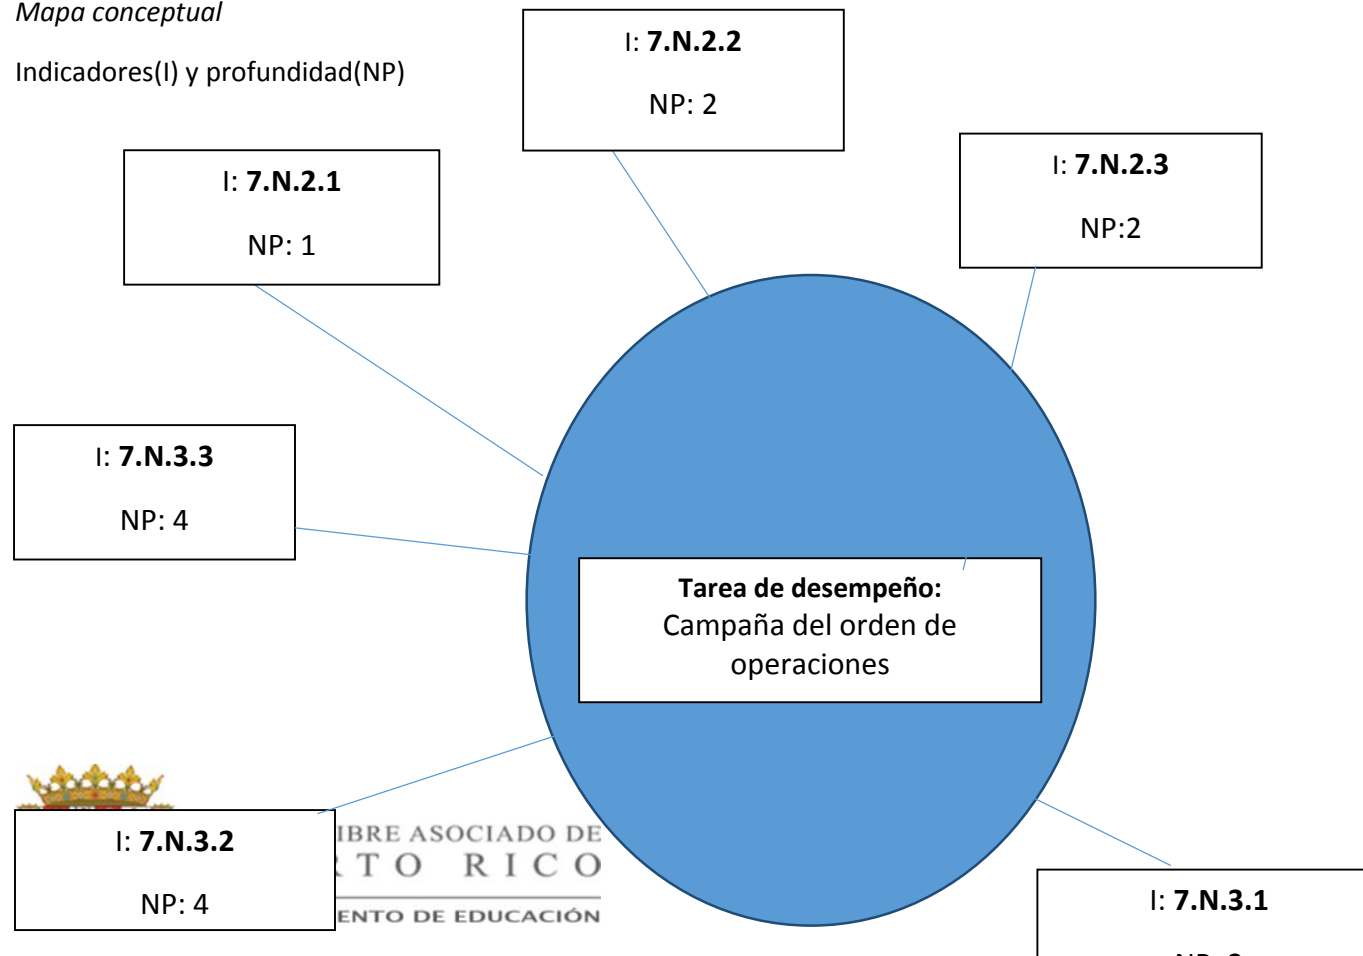 Mapa conceptual
Indicadores(I) y profundidad(NP)
I: 7.N.2.2
NP: 2
I: 7.N.2.1
NP: 1
I: 7.N.2.3
NP:2
I: 7.N.3.3
NP: 4
Tarea de desempeño:
Campaña del orden de
operaciones
I: 7.N.3.2
NP: 4
IBRE ASOCIADO DE
RTO RICO
ENTO DE EDUCACIÓN
I: 7.N.3.1